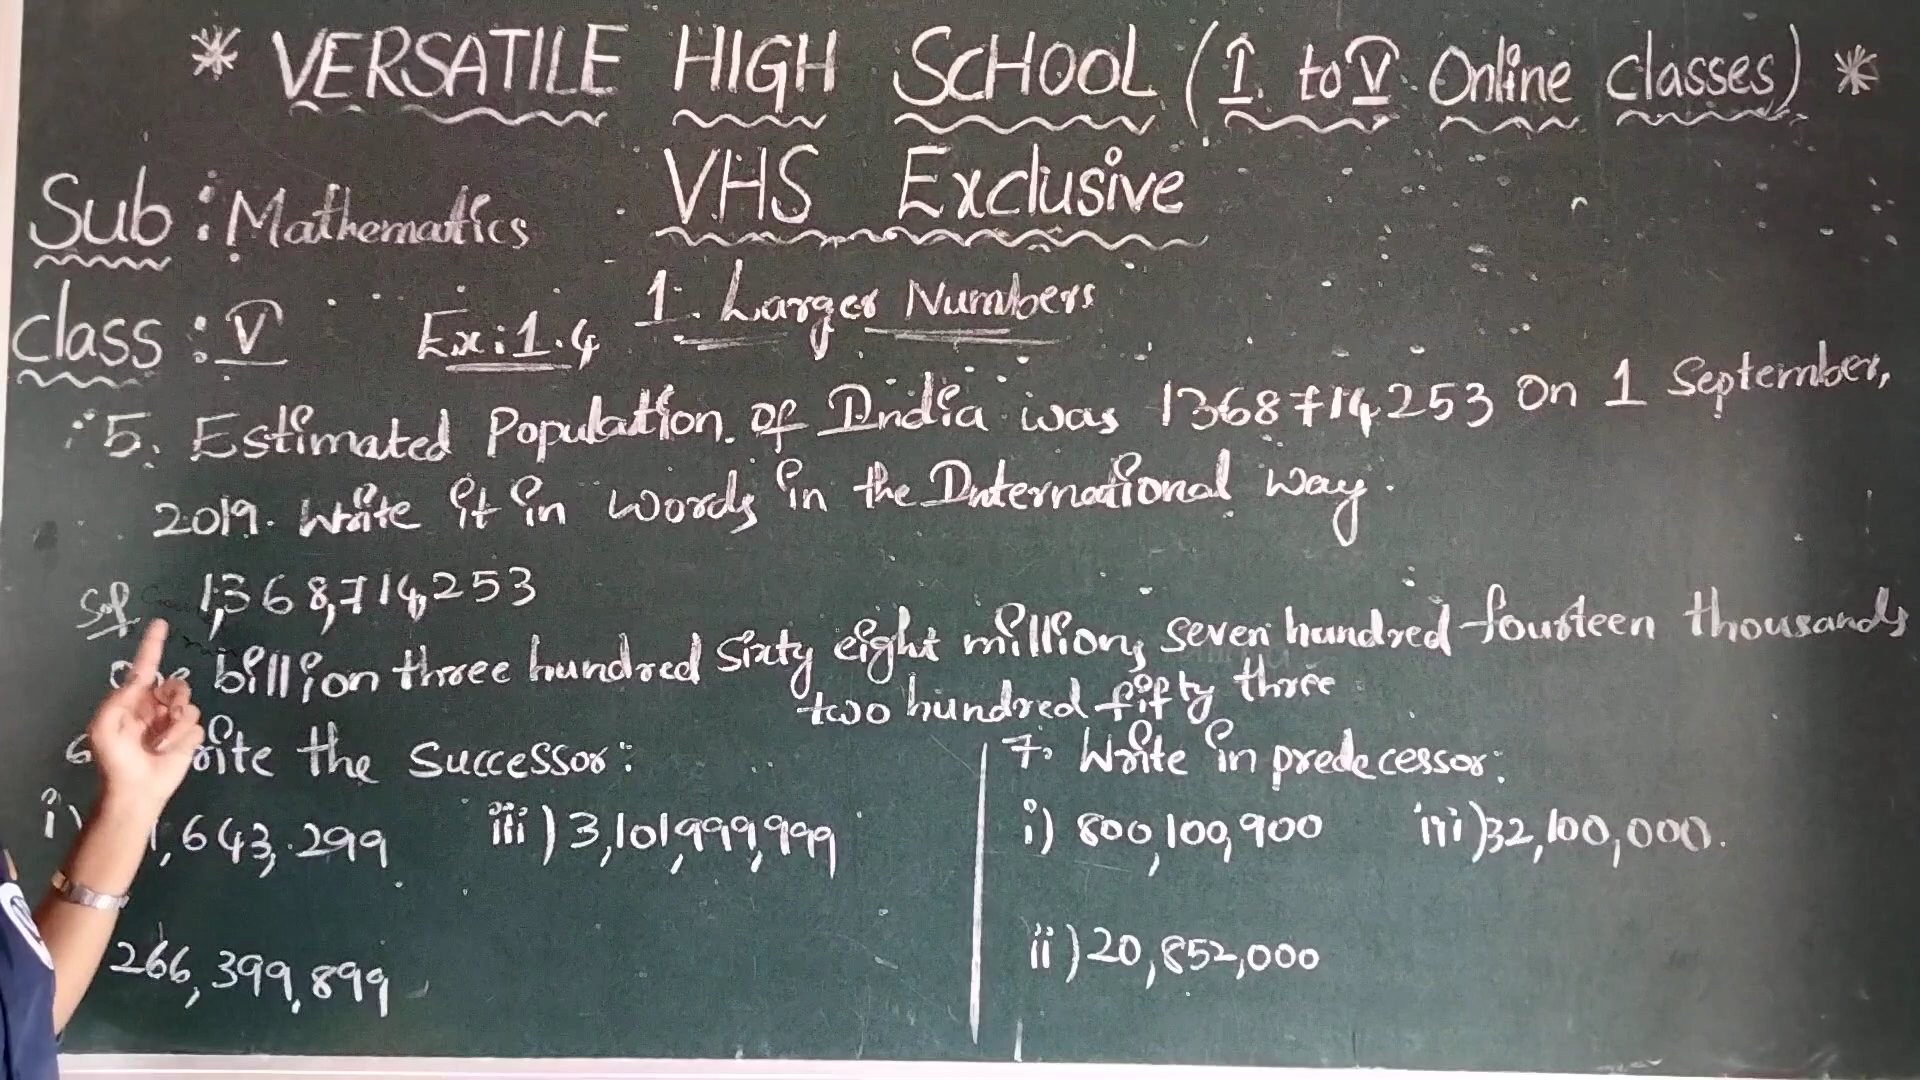 * VERSATILE HIGH SCHOOL (I to V Online Classes) *
VHS Exclusive
Sub : Mathematics
Class : V Ex:1.4 1. Larger Numbers
5. Estimated Population of India was 1368714253 On 1 September,
2019. Write it in words in the International way.
Sol 1,368,714,253
billion three hundred Sixty eight million, seven hundred fourteen thousands
two hundred fifty three
6 the Successor:
i) ,643,299 iii) 3,101,999,999
266,399,899
7. Write in predecessor:
i) 800,100,900 iii) 32,100,000.
ii) 20,852,000